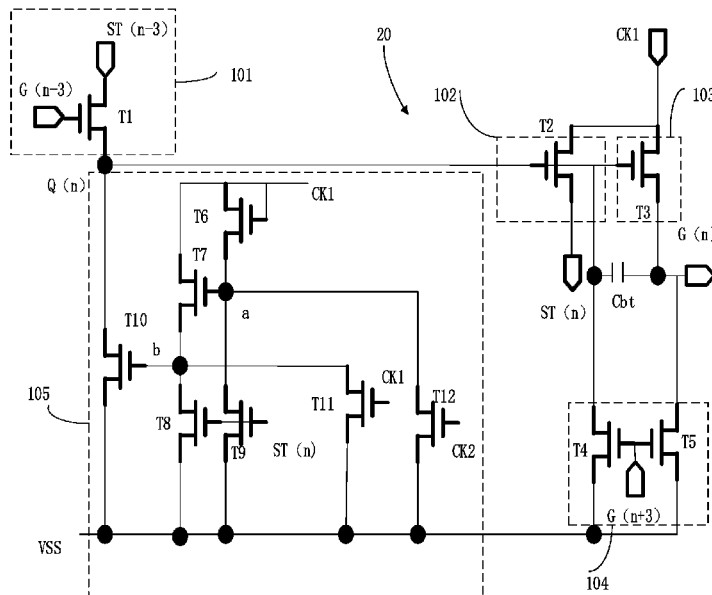 ST (n-3)
CK1
101
20
G (n-3)
102
103
T1
T2
Q (n)
CK1
T6
T3
T7
G (n)
a
ST (n)
Cbt
T10
b
105
CK1
T11
T12
T8
T9
ST (n)
CK2
T4
T5
G (n+3)
VSS
104